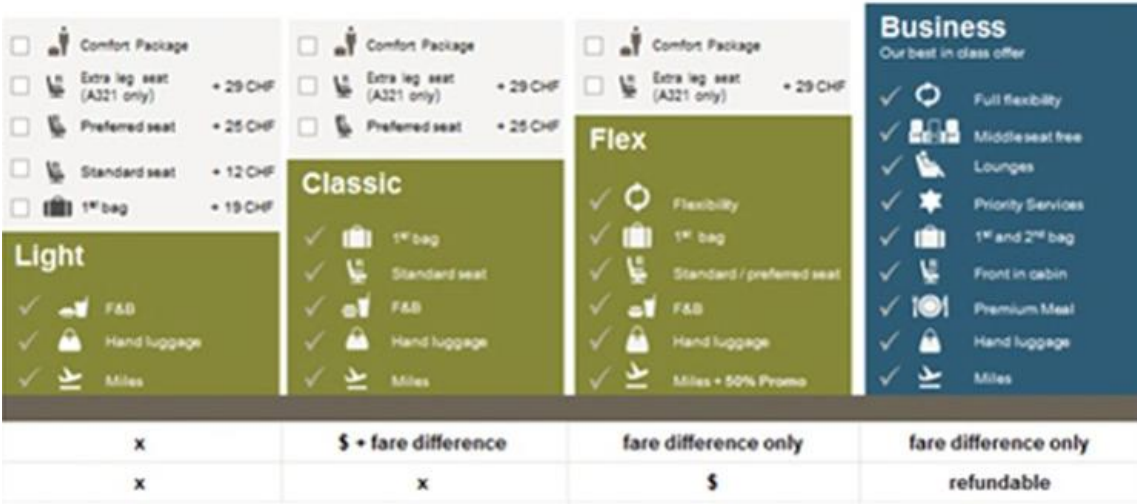 Comfort Package
Extra leg seat
(A321 only)
+ 29 CHF
Preferred seat
+ 25 CHF
Standard seat
+ 12 CHF
1st bag
+ 19 CHF
Light
F&B
Hand luggage
Miles
Comfort Package
Extra leg seat
(A321 only)
+ 29 CHF
Preferred seat
+ 25 CHF
Classic
1st bag
Standard seat
F&B
Hand luggage
Miles
Comfort Package
Extra leg seat
(A321 only)
+ 29 CHF
Flex
Flexibility
1st bag
Standard / preferred seat
F&B
Hand luggage
Miles + 50% Promo
Business
Our best in class offer
Full flexibility
Middle seat free
Lounges
Priority Services
1st and 2nd bag
Front in cabin
Premium Meal
Hand luggage
Miles
x
$ + fare difference
fare difference only
fare difference only
x
x
$
refundable